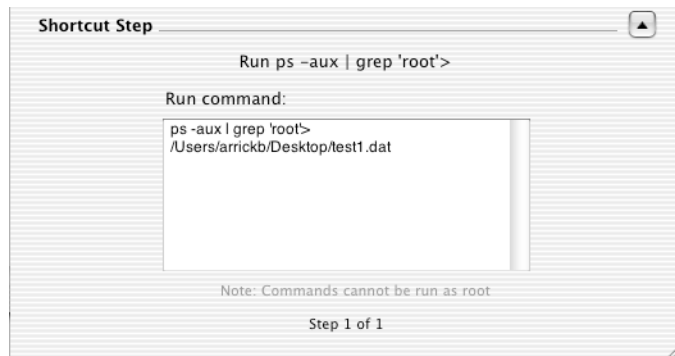 Shortcut Step
Run ps -aux | grep 'root'>
Run command:
ps -aux | grep 'root'>
/Users/arrickb/Desktop/test1.dat
Note: Commands cannot be run as root
Step 1 of 1